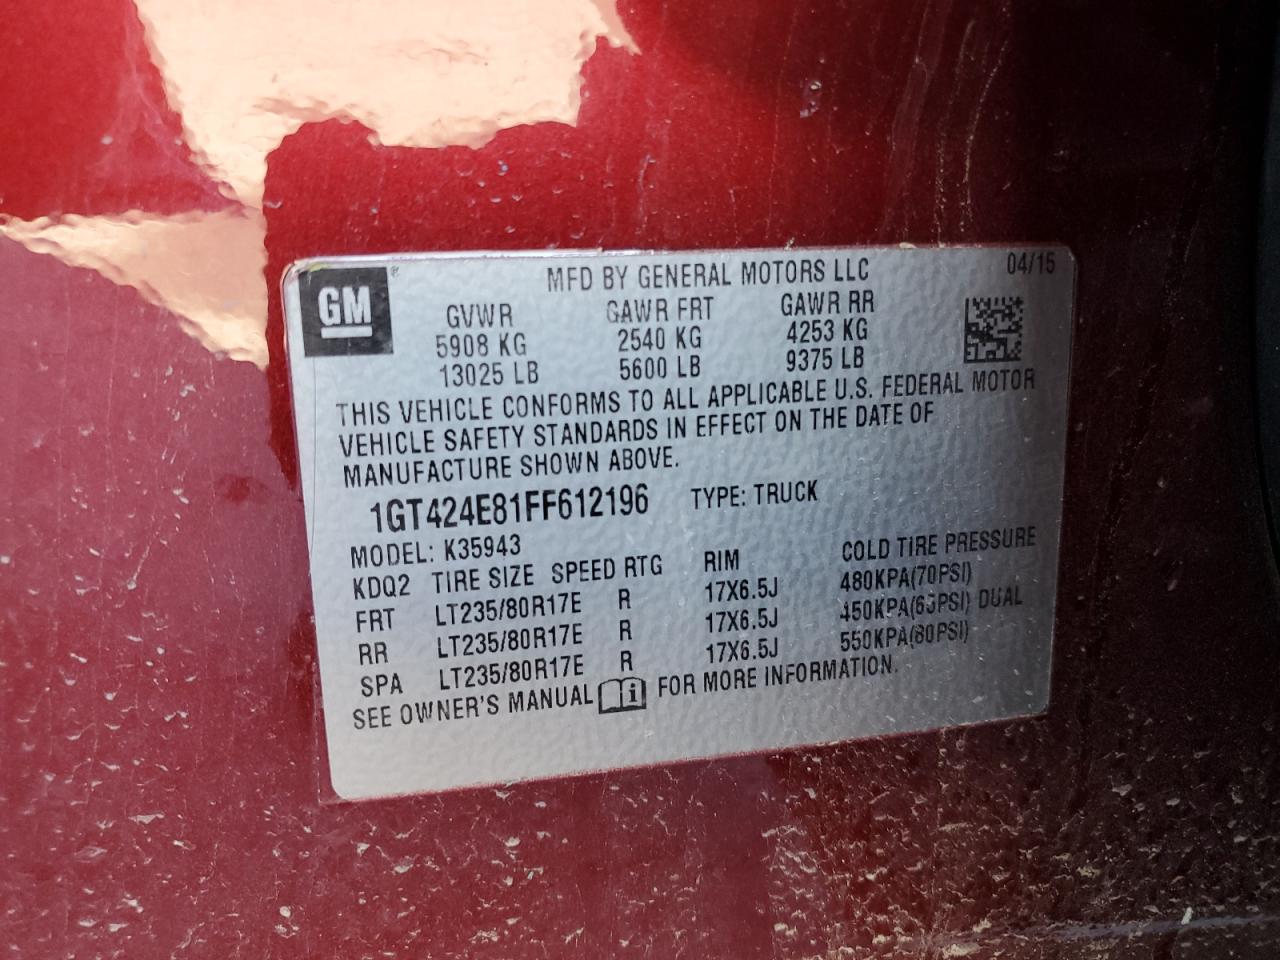 GM ®
MFD BY GENERAL MOTORS LLC
04/15
GVWR GAWR FRT GAWR RR
5908 KG 2540 KG 4253 KG
13025 LB 5600 LB 9375 LB
THIS VEHICLE CONFORMS TO ALL APPLICABLE U.S. FEDERAL MOTOR
VEHICLE SAFETY STANDARDS IN EFFECT ON THE DATE OF
MANUFACTURE SHOWN ABOVE.
1GT424E81FF612196 TYPE: TRUCK
MODEL: K35943
KDQ2 TIRE SIZE SPEED RTG RIM COLD TIRE PRESSURE
FRT LT235/80R17E R 17X6.5J 480KPA(70PSI)
RR LT235/80R17E R 17X6.5J 450KPA(65PSI) DUAL
SPA LT235/80R17E R 17X6.5J 550KPA(80PSI)
SEE OWNER'S MANUAL i FOR MORE INFORMATION.